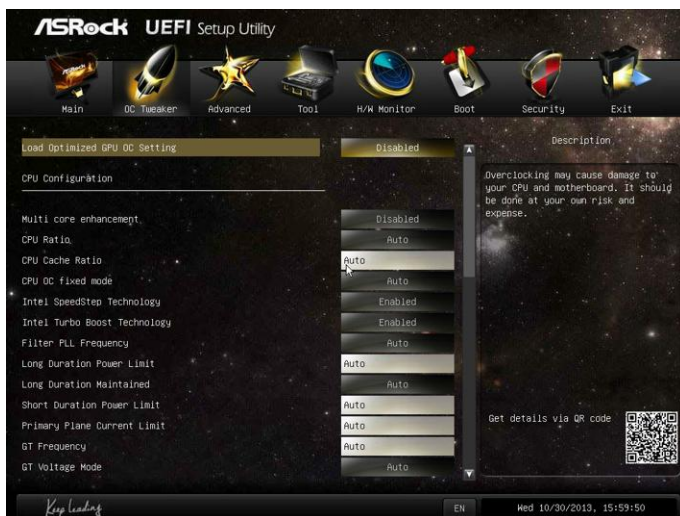 ASRock UEFI Setup Utility
Main
OC Tweaker
Advanced
Tool
H/W Monitor
Boot
Security
Exit
Load Optimized GPU OC Setting Disabled
CPU Configuration
Multi core enhancement Disabled
CPU Ratio Auto
CPU Cache Ratio Auto
CPU OC fixed mode Auto
Intel SpeedStep Technology Enabled
Intel Turbo Boost Technology Enabled
Filter PLL Frequency Auto
Long Duration Power Limit Auto
Long Duration Maintained Auto
Short Duration Power Limit Auto
Primary Plane Current Limit Auto
GT Frequency Auto
GT Voltage Mode Auto
Description
Overclocking may cause damage to
your CPU and motherboard. It should
be done at your own risk and
expense.
Get details via QR code
Keep Leading
EN
Wed 10/30/2013, 15:59:50